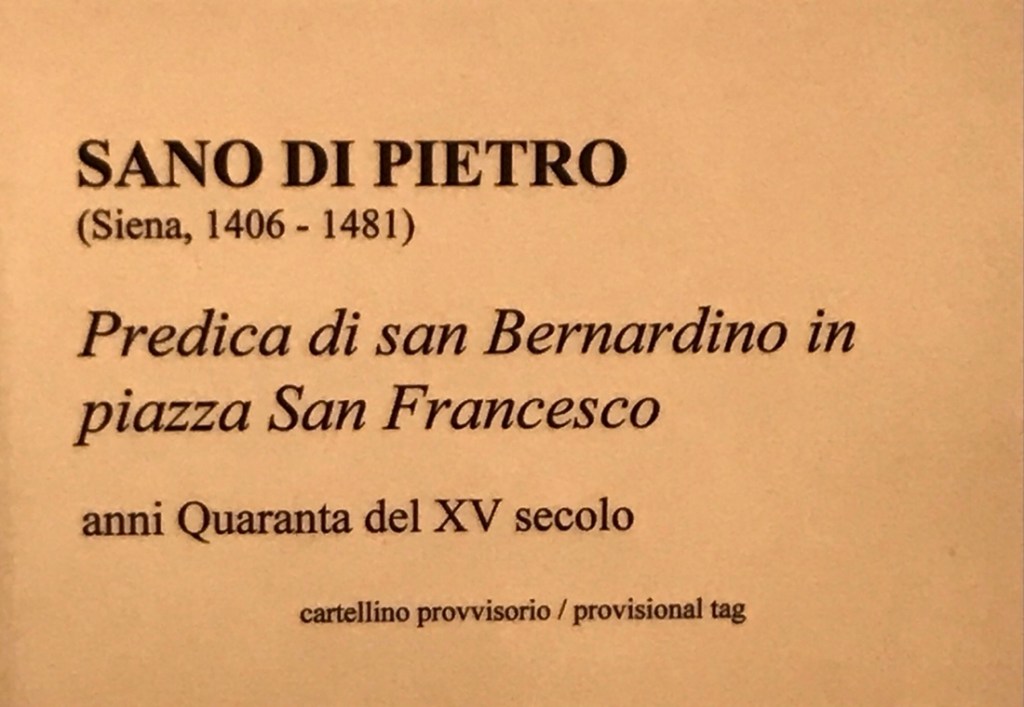 SANO DI PIETRO
(Siena, 1406 - 1481)
Predica di san Bernardino in
piazza San Francesco
anni Quaranta del XV secolo
cartellino provvisorio / provisional tag